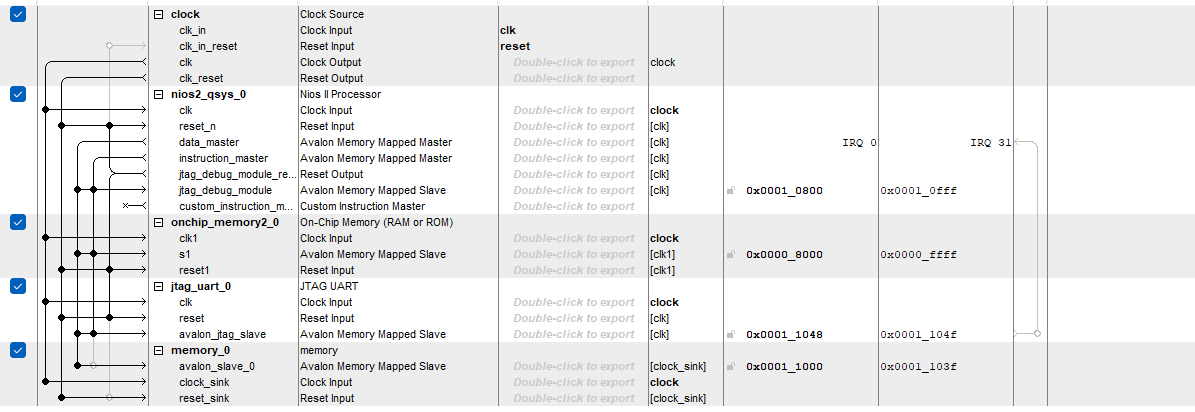 clock Clock Source
clk_in Clock Input clk
clk_in_reset Reset Input reset
clk Clock Output Double-click to export clock
clk_reset Reset Output Double-click to export
nios2_qsys_0 Nios II Processor
clk Clock Input Double-click to export clock
reset_n Reset Input Double-click to export [clk]
data_master Avalon Memory Mapped Master Double-click to export [clk] IRQ 0 IRQ 31
instruction_master Avalon Memory Mapped Master Double-click to export [clk]
jtag_debug_module_re... Reset Output Double-click to export [clk]
jtag_debug_module Avalon Memory Mapped Slave Double-click to export [clk] 0x0001_0800 0x0001_0fff
custom_instruction_m... Custom Instruction Master Double-click to export
onchip_memory2_0 On-Chip Memory (RAM or ROM)
clk1 Clock Input Double-click to export clock
s1 Avalon Memory Mapped Slave Double-click to export [clk1] 0x0000_8000 0x0000_ffff
reset1 Reset Input Double-click to export [clk1]
jtag_uart_0 JTAG UART
clk Clock Input Double-click to export clock
reset Reset Input Double-click to export [clk]
avalon_jtag_slave Avalon Memory Mapped Slave Double-click to export [clk] 0x0001_1048 0x0001_104f
memory_0 memory
avalon_slave_0 Avalon Memory Mapped Slave Double-click to export [clock_sink] 0x0001_1000 0x0001_103f
clock_sink Clock Input Double-click to export clock
reset_sink Reset Input Double-click to export [clock_sink]